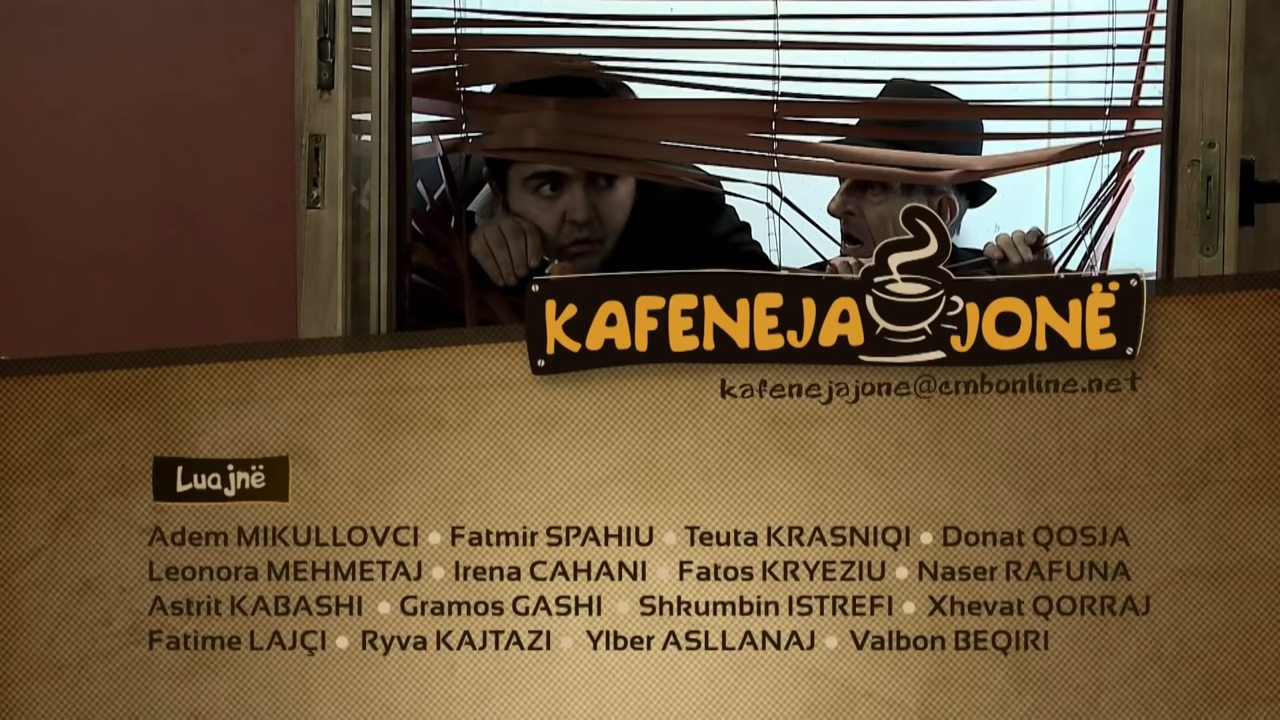 KAFENEJA JONË
kafenejajone@cmbonline.net
Luajnë
Adem MIKULLOVCI • Fatmir SPAHIU • Teuta KRASNIQI • Donat QOSJA
Leonora MEHMETAJ • Irena CAHANI • Fatos KRYEZIU • Naser RAFUNA
Astrit KABASHI • Gramos GASHI • Shkumbin ISTREFI • Xhevat QORRAJ
Fatime LAJÇI • Ryva KAJTAZI • Ylber ASLLANAJ • Valbon BEQIRI